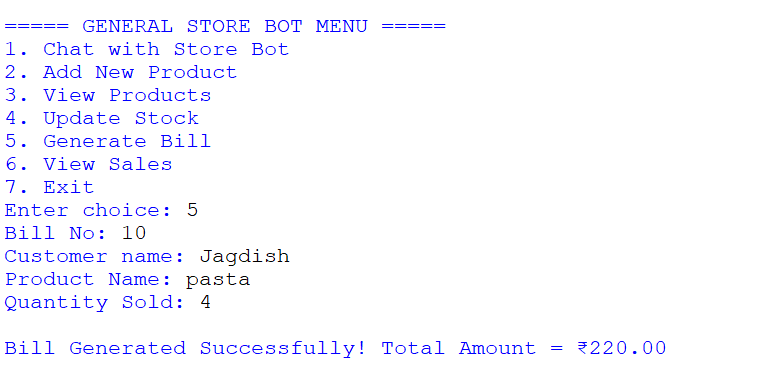 ===== GENERAL STORE BOT MENU =====
1. Chat with Store Bot
2. Add New Product
3. View Products
4. Update Stock
5. Generate Bill
6. View Sales
7. Exit
Enter choice: 5
Bill No: 10
Customer name: Jagdish
Product Name: pasta
Quantity Sold: 4
Bill Generated Successfully! Total Amount = ₹220.00